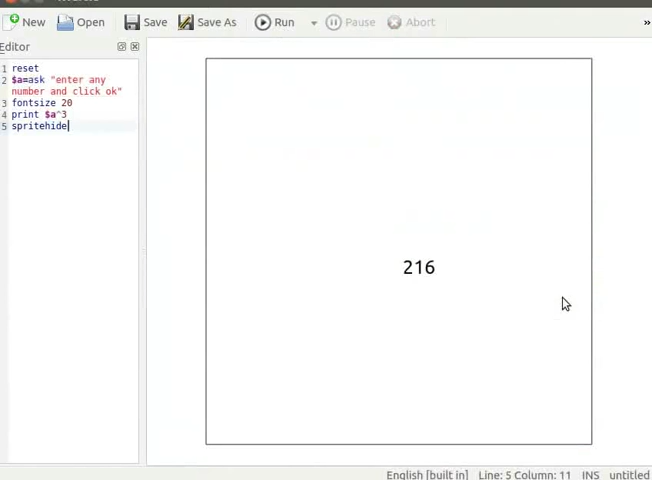 New Open Save Save As Run Pause Abort »
Editor
1 reset
2 $a=ask "enter any
number and click ok"
3 fontsize 20
4 print $a^3
5 spritehide
216
English [built in] Line: 5 Column: 11 INS untitled